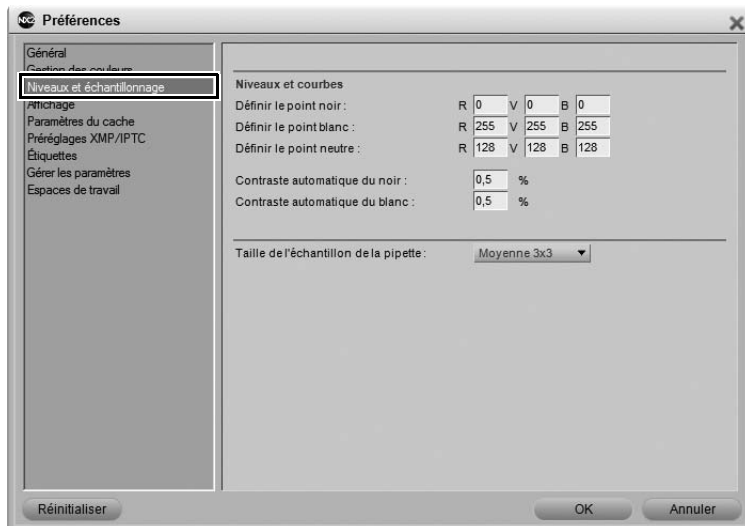 NX2 Préférences
Général
Gestion des couleurs
Niveaux et échantillonnage
Affichage
Paramètres du cache
Préréglages XMP/IPTC
Étiquettes
Gérer les paramètres
Espaces de travail
Niveaux et courbes
Définir le point noir : R 0 V 0 B 0
Définir le point blanc : R 255 V 255 B 255
Définir le point neutre : R 128 V 128 B 128
Contraste automatique du noir : 0,5 %
Contraste automatique du blanc : 0,5 %
Taille de l'échantillon de la pipette : Moyenne 3x3
Réinitialiser
OK
Annuler